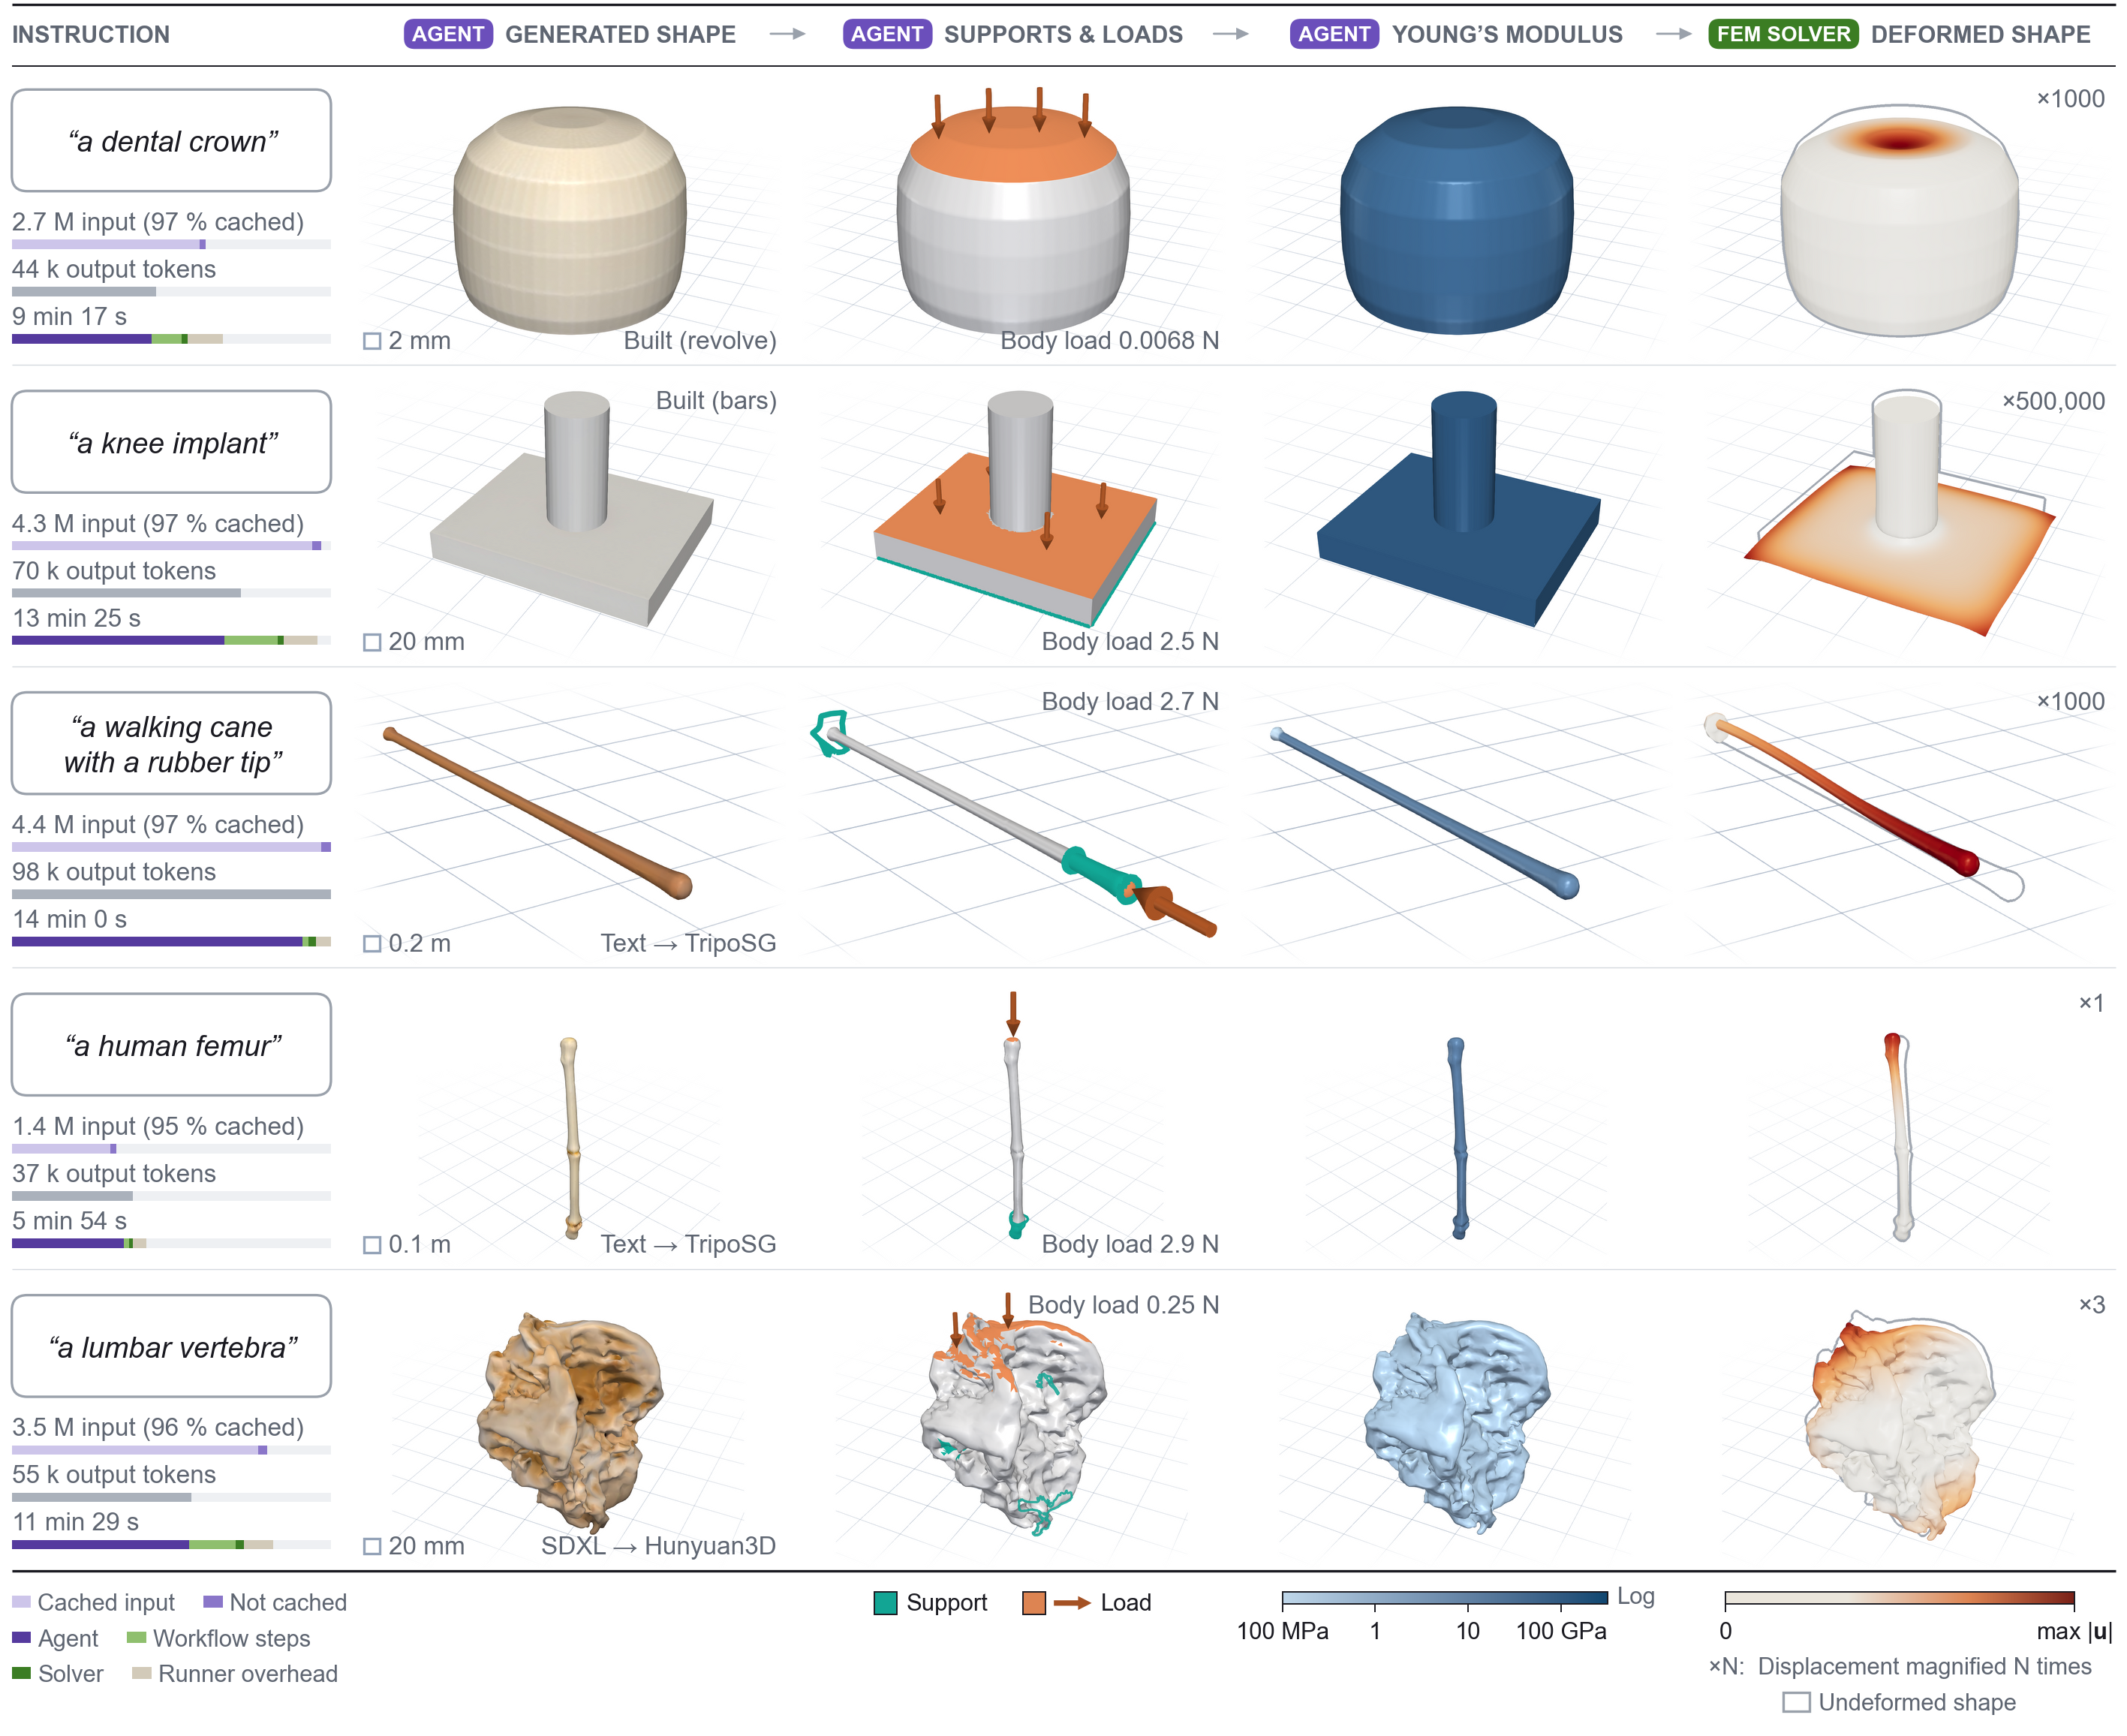 INSTRUCTION
AGENT GENERATED SHAPE → AGENT SUPPORTS & LOADS → AGENT YOUNG’S MODULUS → FEM SOLVER DEFORMED SHAPE
“a dental crown”
2.7 M input (97 % cached)
44 k output tokens
9 min 17 s
2 mm
Built (revolve)
Body load 0.0068 N
×1000
“a knee implant”
4.3 M input (97 % cached)
70 k output tokens
13 min 25 s
20 mm
Built (bars)
Body load 2.5 N
×500,000
“a walking cane
with a rubber tip”
4.4 M input (97 % cached)
98 k output tokens
14 min 0 s
0.2 m
Text → TripoSG
Body load 2.7 N
×1000
“a human femur”
1.4 M input (95 % cached)
37 k output tokens
5 min 54 s
0.1 m
Text → TripoSG
Body load 2.9 N
×1
“a lumbar vertebra”
3.5 M input (96 % cached)
55 k output tokens
11 min 29 s
20 mm
SDXL → Hunyuan3D
Body load 0.25 N
×3
Cached input Not cached
Agent Workflow steps
Solver Runner overhead
Support Load
Log
100 MPa 1 10 100 GPa
0 max |u|
×N: Displacement magnified N times
Undeformed shape